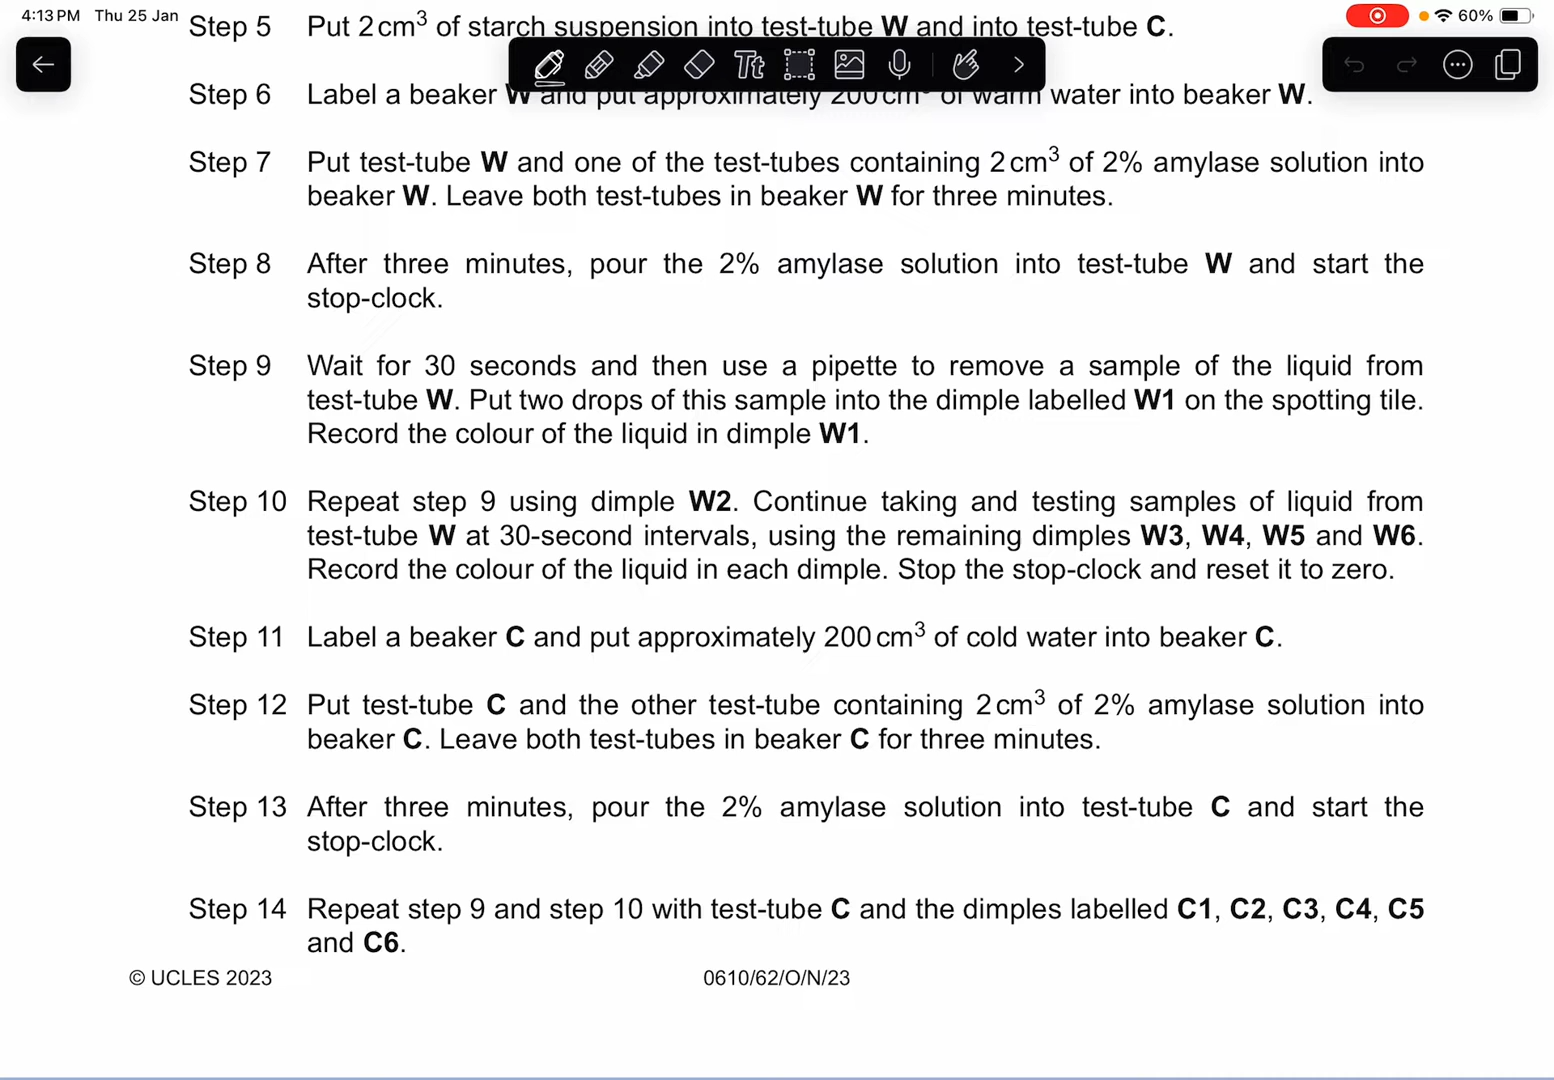 4:13 PM Thu 25 Jan
60%
Step 5 Put 2 cm³ of starch suspension into test-tube W and into test-tube C.
Tt
Step 6 Label a beaker W and put approximately 200 cm³ of warm water into beaker W.
Step 7 Put test-tube W and one of the test-tubes containing 2 cm³ of 2% amylase solution into
beaker W. Leave both test-tubes in beaker W for three minutes.
Step 8 After three minutes, pour the 2% amylase solution into test-tube W and start the
stop-clock.
Step 9 Wait for 30 seconds and then use a pipette to remove a sample of the liquid from
test-tube W. Put two drops of this sample into the dimple labelled W1 on the spotting tile.
Record the colour of the liquid in dimple W1.
Step 10 Repeat step 9 using dimple W2. Continue taking and testing samples of liquid from
test-tube W at 30-second intervals, using the remaining dimples W3, W4, W5 and W6.
Record the colour of the liquid in each dimple. Stop the stop-clock and reset it to zero.
Step 11 Label a beaker C and put approximately 200 cm³ of cold water into beaker C.
Step 12 Put test-tube C and the other test-tube containing 2 cm³ of 2% amylase solution into
beaker C. Leave both test-tubes in beaker C for three minutes.
Step 13 After three minutes, pour the 2% amylase solution into test-tube C and start the
stop-clock.
Step 14 Repeat step 9 and step 10 with test-tube C and the dimples labelled C1, C2, C3, C4, C5
and C6.
© UCLES 2023 0610/62/O/N/23